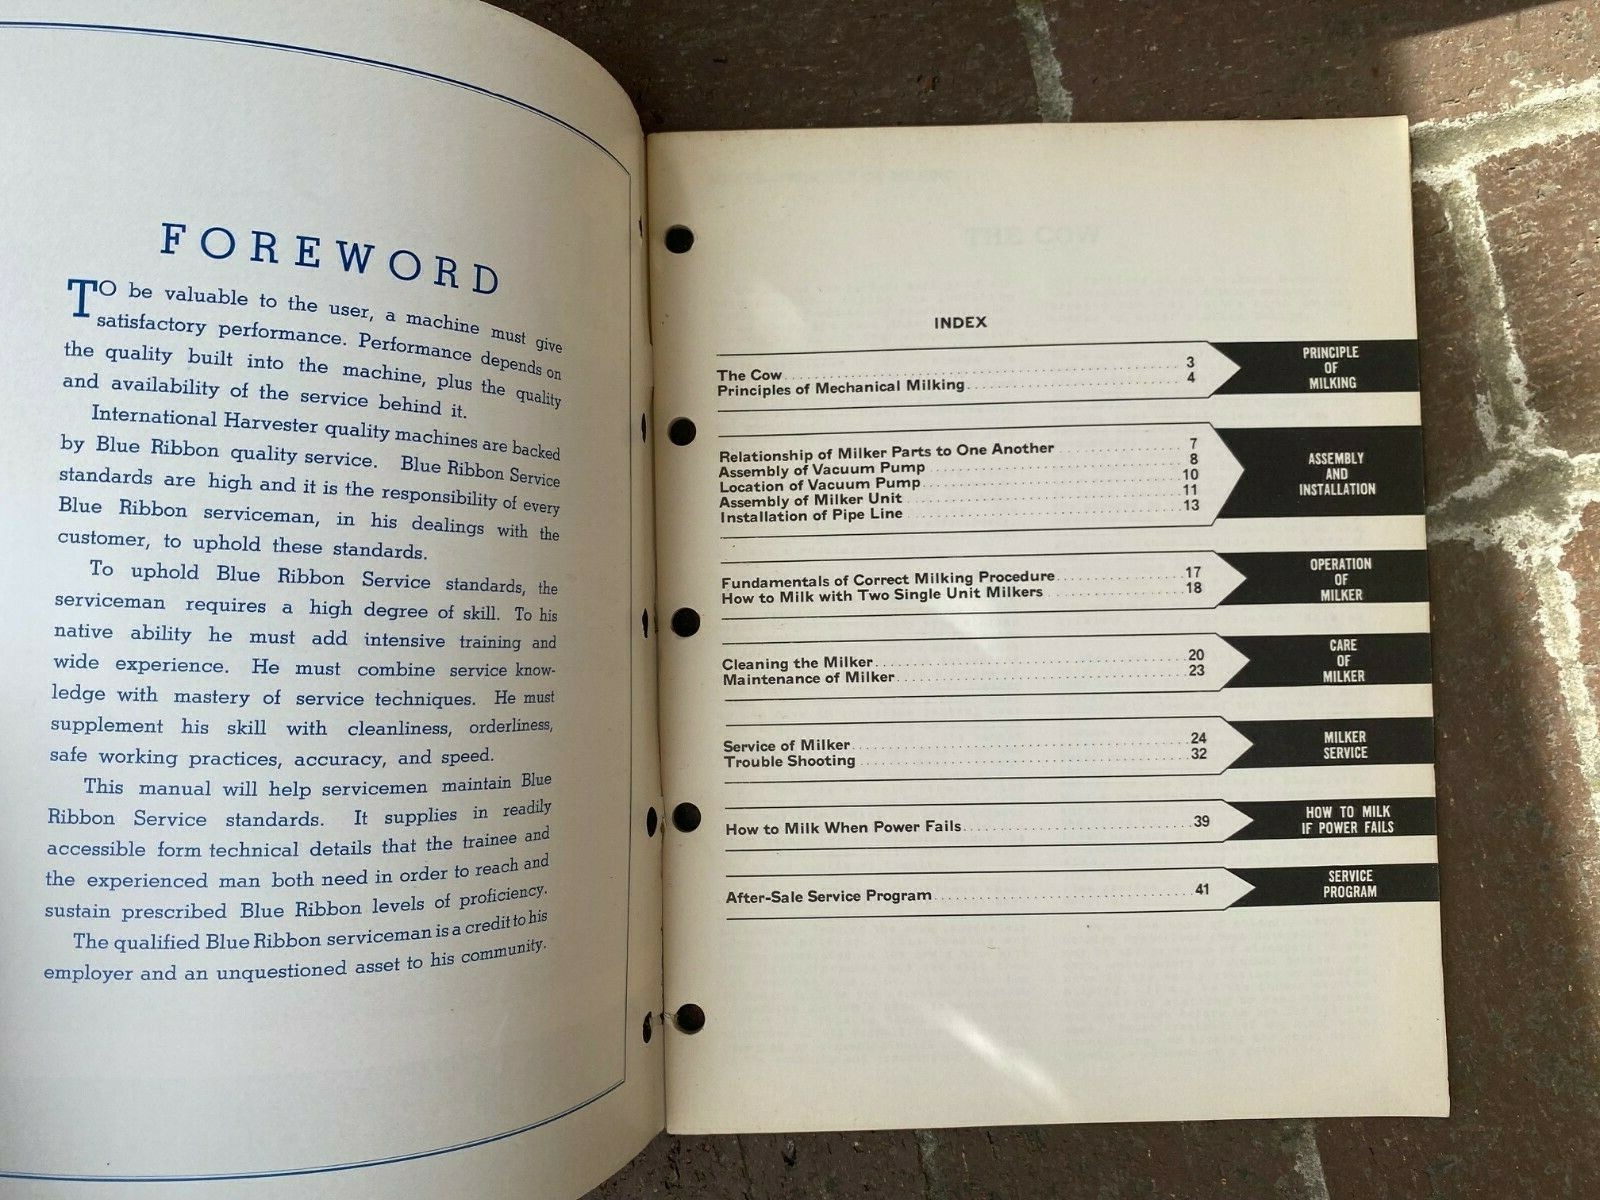 FOREWORD
TO be valuable to the user, a machine must give
satisfactory performance. Performance depends on
the quality built into the machine, plus the quality
and availability of the service behind it.
International Harvester quality machines are backed
by Blue Ribbon quality service. Blue Ribbon Service
standards are high and it is the responsibility of every
Blue Ribbon serviceman, in his dealings with the
customer, to uphold these standards.
To uphold Blue Ribbon Service standards, the
serviceman requires a high degree of skill. To his
native ability he must add intensive training and
wide experience. He must combine service know-
ledge with mastery of service techniques. He must
supplement his skill with cleanliness, orderliness,
safe working practices, accuracy, and speed.
This manual will help servicemen maintain Blue
Ribbon Service standards. It supplies in readily
accessible form technical details that the trainee and
the experienced man both need in order to reach and
sustain prescribed Blue Ribbon levels of proficiency.
The qualified Blue Ribbon serviceman is a credit to his
employer and an unquestioned asset to his community.
INDEX
The Cow 3
Principles of Mechanical Milking 4
PRINCIPLE
OF
MILKING
Relationship of Milker Parts to One Another 7
Assembly of Vacuum Pump 8
Location of Vacuum Pump 10
Assembly of Milker Unit 11
Installation of Pipe Line 13
ASSEMBLY
AND
INSTALLATION
Fundamentals of Correct Milking Procedure 17
How to Milk with Two Single Unit Milkers 18
OPERATION
OF
MILKER
Cleaning the Milker 20
Maintenance of Milker 23
CARE
OF
MILKER
Service of Milker 24
Trouble Shooting 32
MILKER
SERVICE
How to Milk When Power Fails 39
HOW TO MILK
IF POWER FAILS
After-Sale Service Program 41
SERVICE
PROGRAM